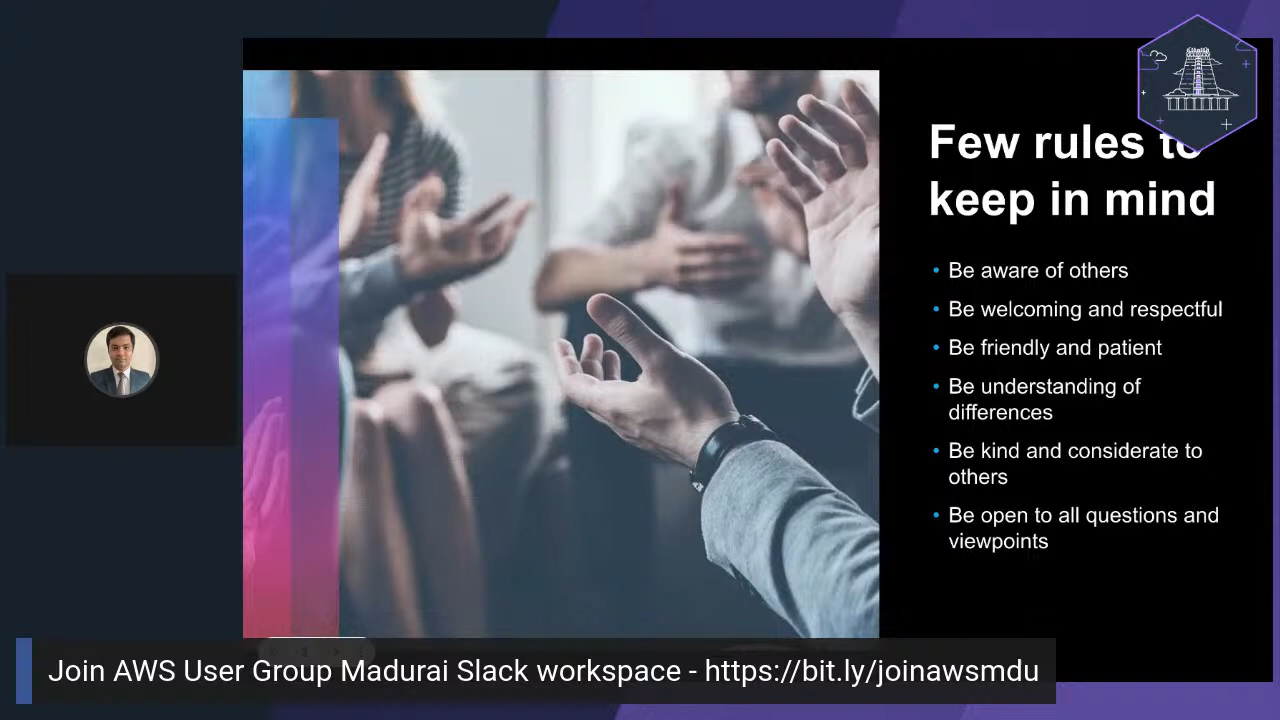 Few rules to
keep in mind
• Be aware of others
• Be welcoming and respectful
• Be friendly and patient
• Be understanding of
differences
• Be kind and considerate to
others
• Be open to all questions and
viewpoints
Join AWS User Group Madurai Slack workspace - https://bit.ly/joinawsmdu